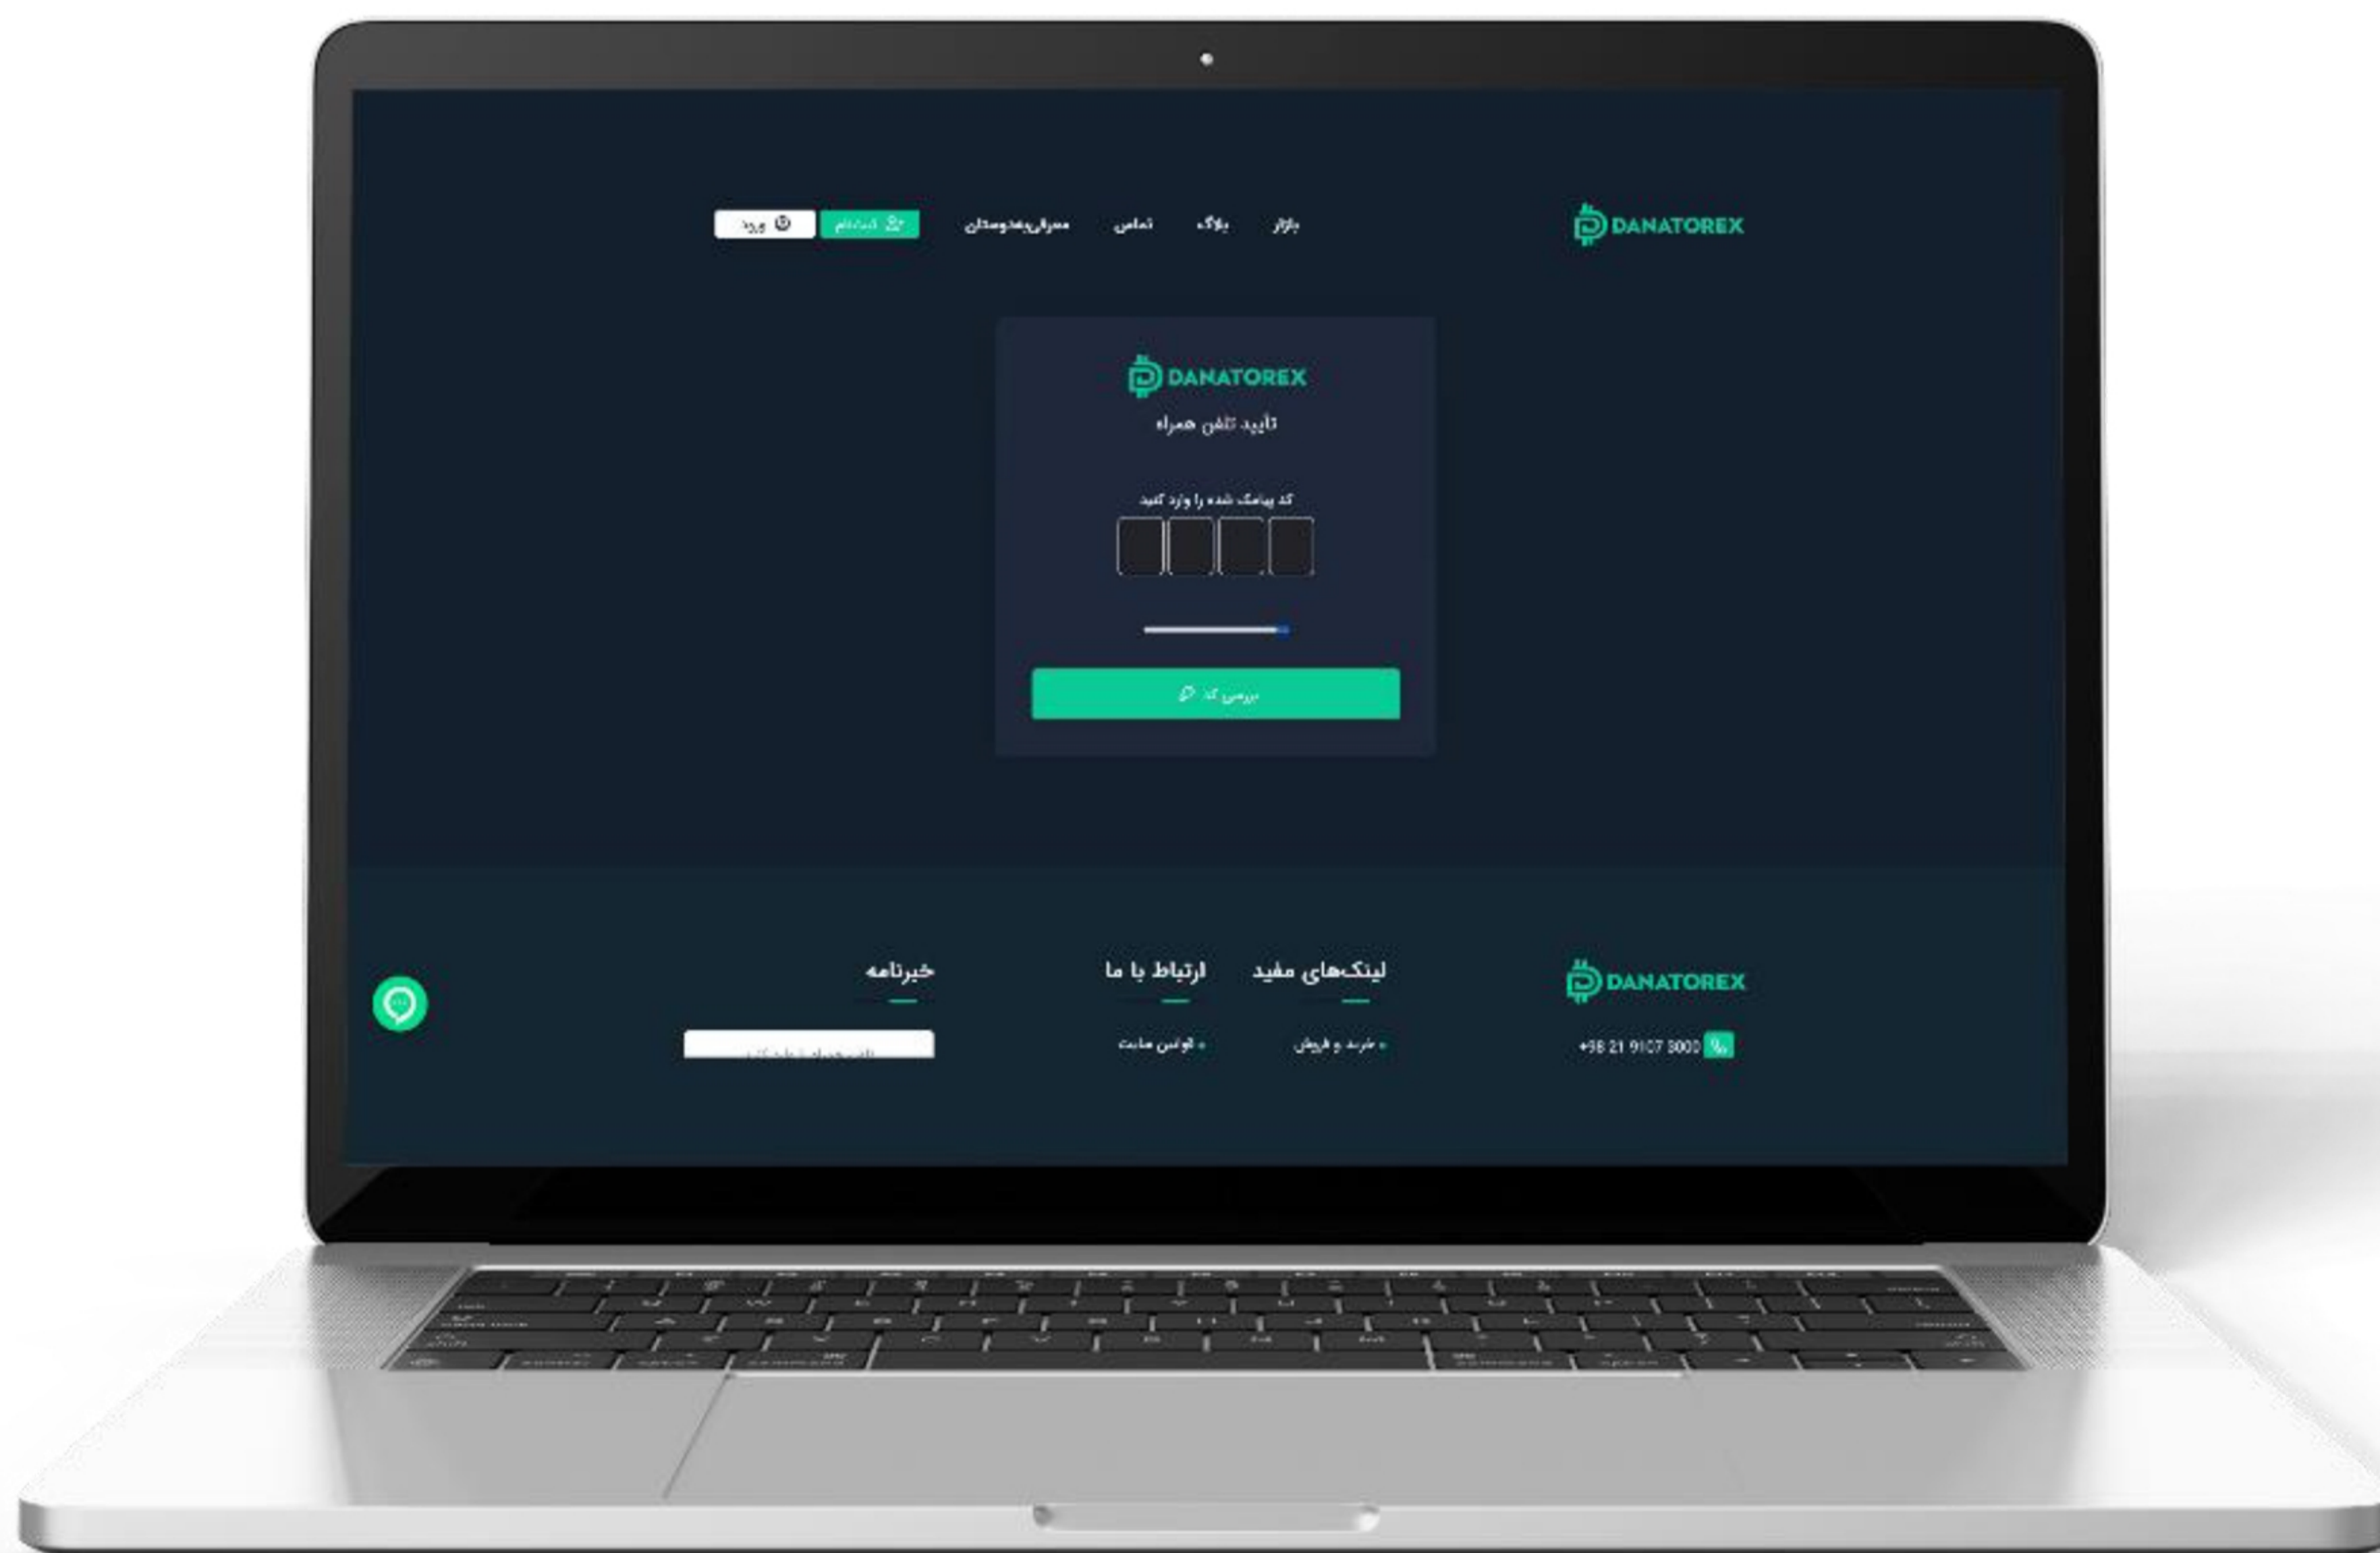 DANATOREX
بازار
بلاگ
تماس
معرفی‌به‌دوستان
ثبت‌نام
ورود
DANATOREX
تأیید تلفن همراه
کد پیامک شده را وارد کنید
بررسی کد
DANATOREX
+98 21 9107 3000
لینک‌های مفید
خرید و فروش
ارتباط با ما
قوانین سایت
خبرنامه